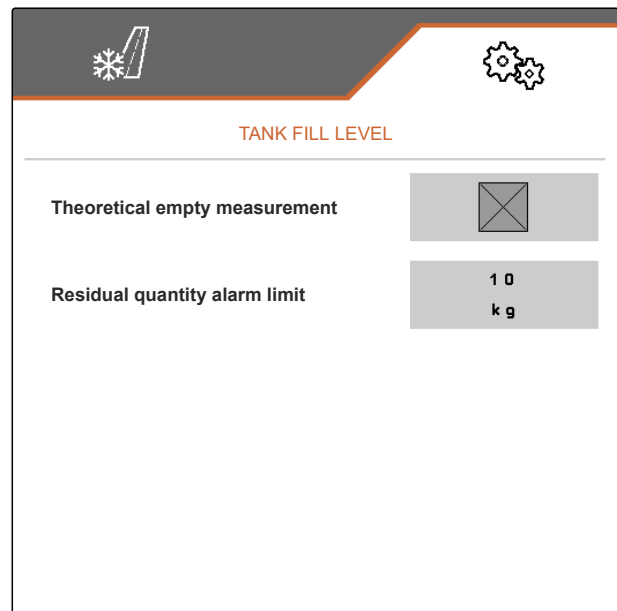 TANK FILL LEVEL
Theoretical empty measurement
Residual quantity alarm limit
10
kg